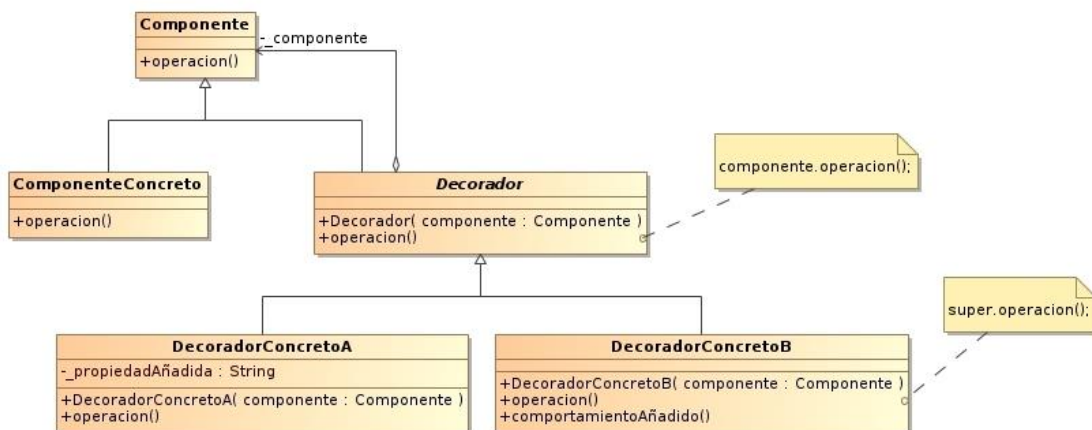 Componente
-_componente
+operacion()
ComponenteConcreto
+operacion()
Decorador
+Decorador( componente : Componente )
+operacion()
componente.operacion();
DecoradorConcretoA
-_propiedadAñadida : String
+DecoradorConcretoA( componente : Componente )
+operacion()
DecoradorConcretoB
+DecoradorConcretoB( componente : Componente )
+operacion()
+comportamientoAñadido()
super.operacion();